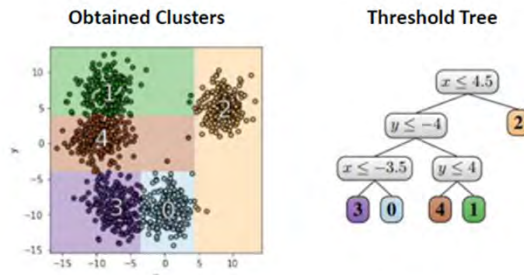 Obtained Clusters
Threshold Tree
10
5
0
−5
−10
−15
y
−15 −10 −5 0 5 10
1
2
4
3
0
x ≤ 4.5
y ≤ −4
2
x ≤ −3.5
y ≤ 4
3
0
4
1